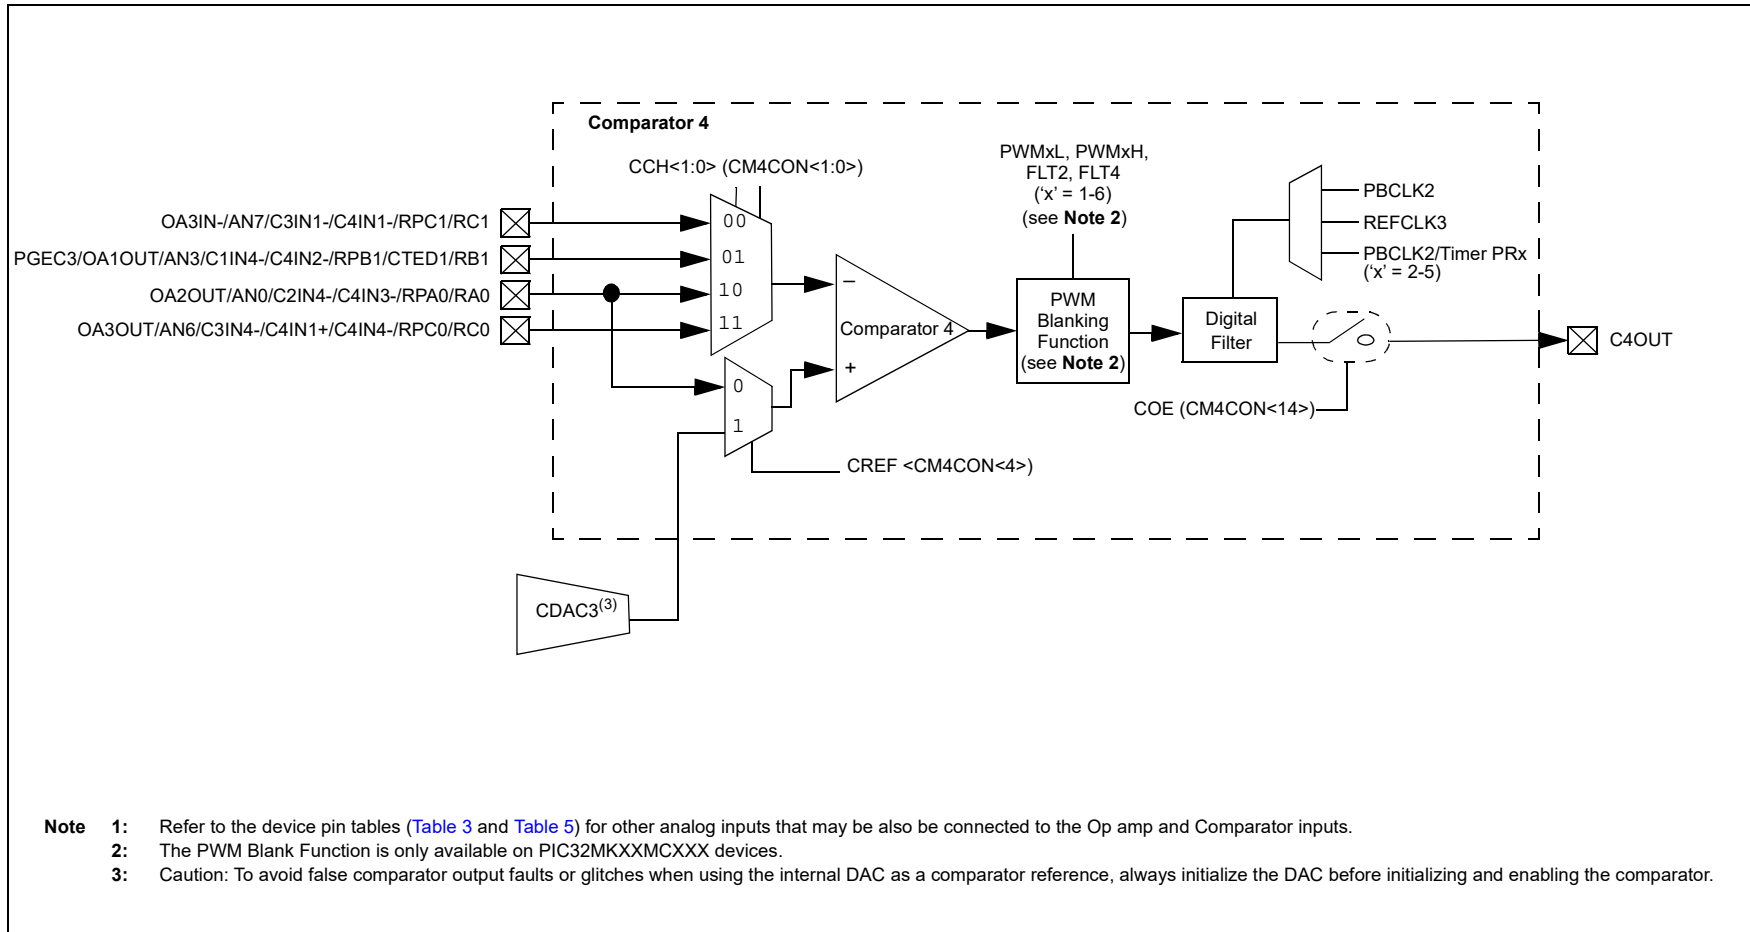 Comparator 4
CCH<1:0> (CM4CON<1:0>)
PWMxL, PWMxH,
FLT2, FLT4
(‘x’ = 1-6)
(see Note 2)
OA3IN-/AN7/C3IN1-/C4IN1-/RPC1/RC1
PGEC3/OA1OUT/AN3/C1IN4-/C4IN2-/RPB1/CTED1/RB1
OA2OUT/AN0/C2IN4-/C4IN3-/RPA0/RA0
OA3OUT/AN6/C3IN4-/C4IN1+/C4IN4-/RPC0/RC0
00
01
10
11
0
1
–
+
Comparator 4
PWM
Blanking
Function
(see Note 2)
Digital
Filter
PBCLK2
REFCLK3
PBCLK2/Timer PRx
(‘x’ = 2-5)
C4OUT
COE (CM4CON<14>)
CREF <CM4CON<4>)
CDAC3(3)
Note 1: Refer to the device pin tables (Table 3 and Table 5) for other analog inputs that may be also be connected to the Op amp and Comparator inputs.
2: The PWM Blank Function is only available on PIC32MKXXMCXXX devices.
3: Caution: To avoid false comparator output faults or glitches when using the internal DAC as a comparator reference, always initialize the DAC before initializing and enabling the comparator.